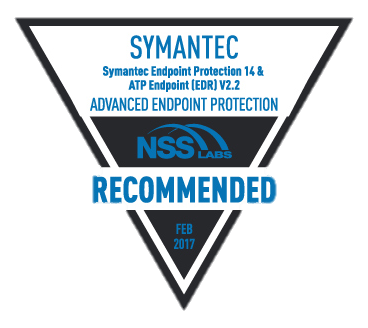 SYMANTEC
Symantec Endpoint Protection 14 &
ATP Endpoint (EDR) V2.2
ADVANCED ENDPOINT PROTECTION
NSS
LABS
RECOMMENDED
FEB
2017